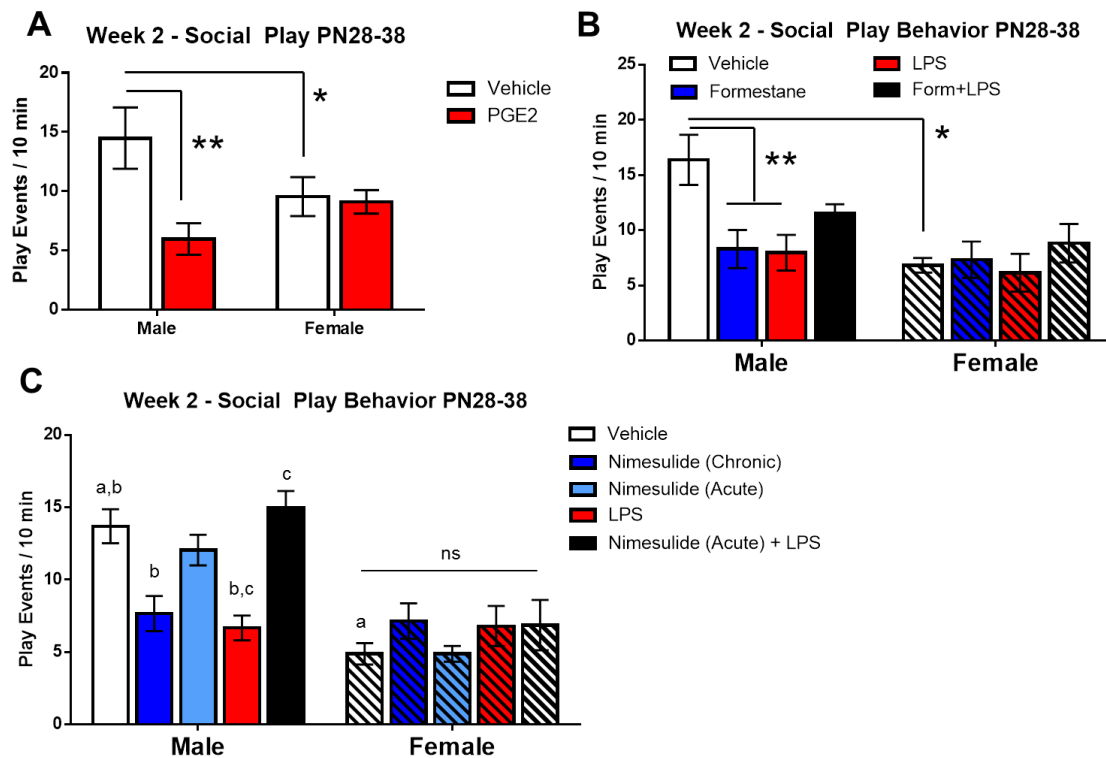 A
Week 2 - Social Play PN28-38
Play Events / 10 min
20
15
10
5
0
**
*
Vehicle
PGE2
Male
Female
B
Week 2 - Social Play Behavior PN28-38
Play Events / 10 min
25
20
15
10
5
0
Vehicle
LPS
Formestane
Form+LPS
**
*
Male
Female
C
Week 2 - Social Play Behavior PN28-38
Play Events / 10 min
20
15
10
5
0
a,b
b
b,c
c
a
ns
Male
Female
Vehicle
Nimesulide (Chronic)
Nimesulide (Acute)
LPS
Nimesulide (Acute) + LPS